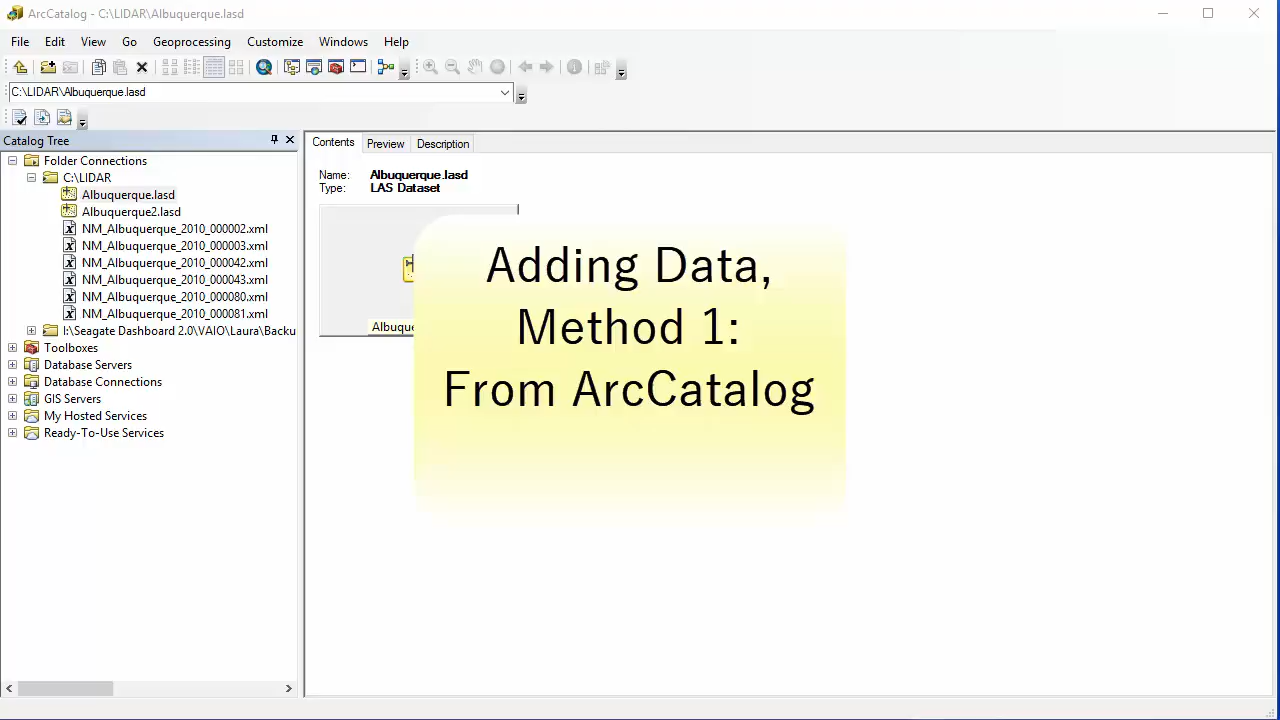 ArcCatalog - C:\LIDAR\Albuquerque.lasd
File Edit View Go Geoprocessing Customize Windows Help
C:\LIDAR\Albuquerque.lasd
Catalog Tree
Folder Connections
C:\LIDAR
Albuquerque.lasd
Albuquerque2.lasd
NM_Albuquerque_2010_000002.xml
NM_Albuquerque_2010_000003.xml
NM_Albuquerque_2010_000042.xml
NM_Albuquerque_2010_000043.xml
NM_Albuquerque_2010_000080.xml
NM_Albuquerque_2010_000081.xml
I:\Seagate Dashboard 2.0\VAIO\Laura\Backu
Toolboxes
Database Servers
Database Connections
GIS Servers
My Hosted Services
Ready-To-Use Services
Contents Preview Description
Name: Albuquerque.lasd
Type: LAS Dataset
Albuque
Adding Data,
Method 1:
From ArcCatalog